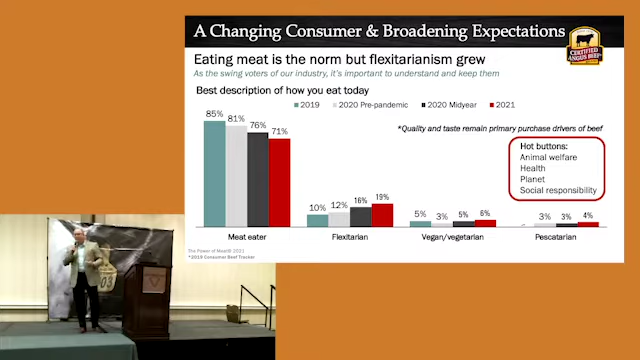 A Changing Consumer & Broadening Expectations
CERTIFIED
ANGUS BEEF
Eating meat is the norm but flexitarianism grew
As the swing voters of our industry, it's important to understand and keep them
Best description of how you eat today
2019 2020 Pre-pandemic 2020 Midyear 2021
85% 81% 76% 71%
*Quality and taste remain primary purchase drivers of beef
Hot buttons:
Animal welfare
Health
Planet
Social responsibility
10% 12% 16% 19%
5% 3% 5% 6%
3% 3% 4%
Meat eater Flexitarian Vegan/vegetarian Pescatarian
The Power of Meat® 2021
*2019 Consumer Beef Tracker
03